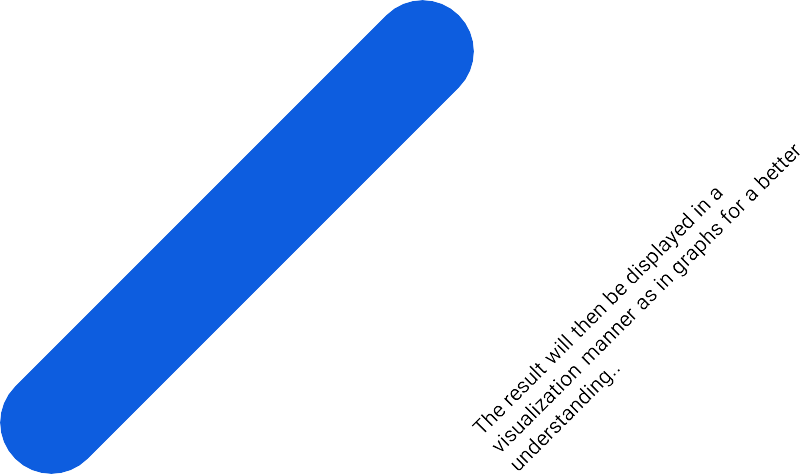 The result will then be displayed in a
visualization manner as in graphs for a better
understanding..